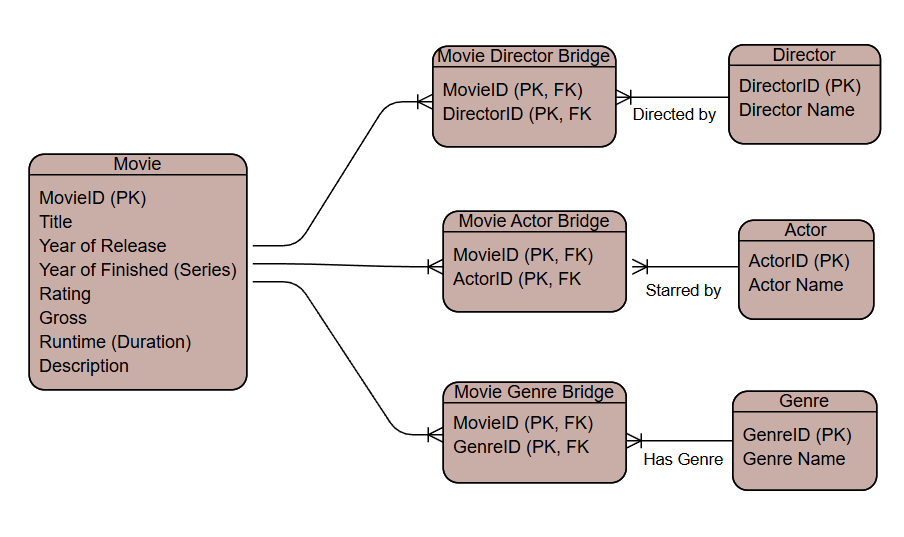 Movie
MovieID (PK)
Title
Year of Release
Year of Finished (Series)
Rating
Gross
Runtime (Duration)
Description
Movie Director Bridge
MovieID (PK, FK)
DirectorID (PK, FK
Directed by
Director
DirectorID (PK)
Director Name
Movie Actor Bridge
MovieID (PK, FK)
ActorID (PK, FK
Starred by
Actor
ActorID (PK)
Actor Name
Movie Genre Bridge
MovieID (PK, FK)
GenreID (PK, FK
Has Genre
Genre
GenreID (PK)
Genre Name